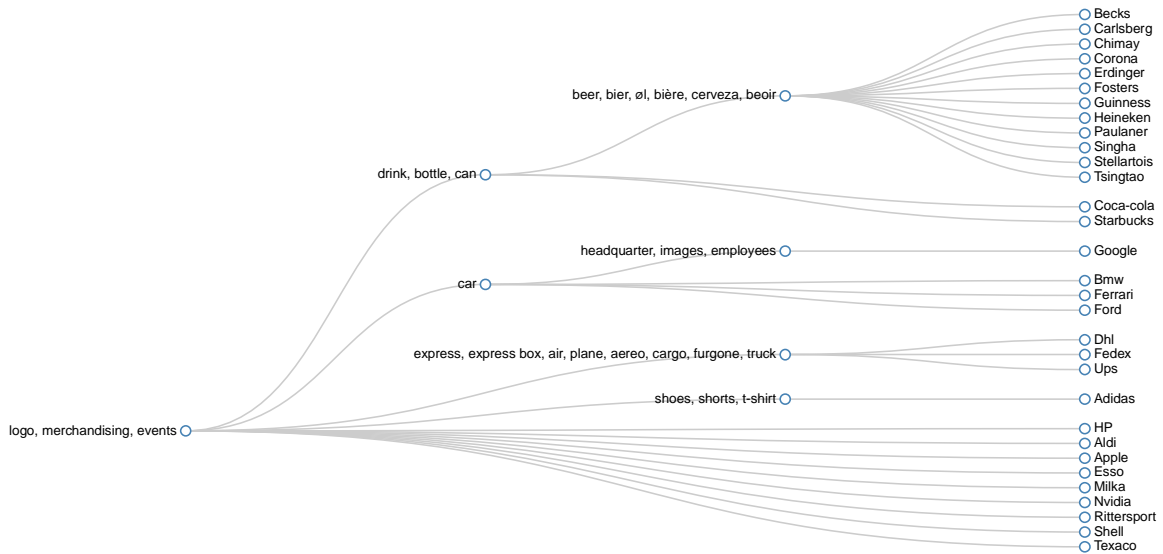 Becks
Carlsberg
Chimay
Corona
Erdinger
beer, bier, øl, bière, cerveza, beoir
Fosters
Guinness
Heineken
Paulaner
Singha
Stellartois
drink, bottle, can
Tsingtao
Coca-cola
Starbucks
headquarter, images, employees
Google
car
Bmw
Ferrari
Ford
Dhl
express, express box, air, plane, aereo, cargo, furgone, truck
Fedex
Ups
shoes, shorts, t-shirt
Adidas
logo, merchandising, events
HP
Aldi
Apple
Esso
Milka
Nvidia
Rittersport
Shell
Texaco